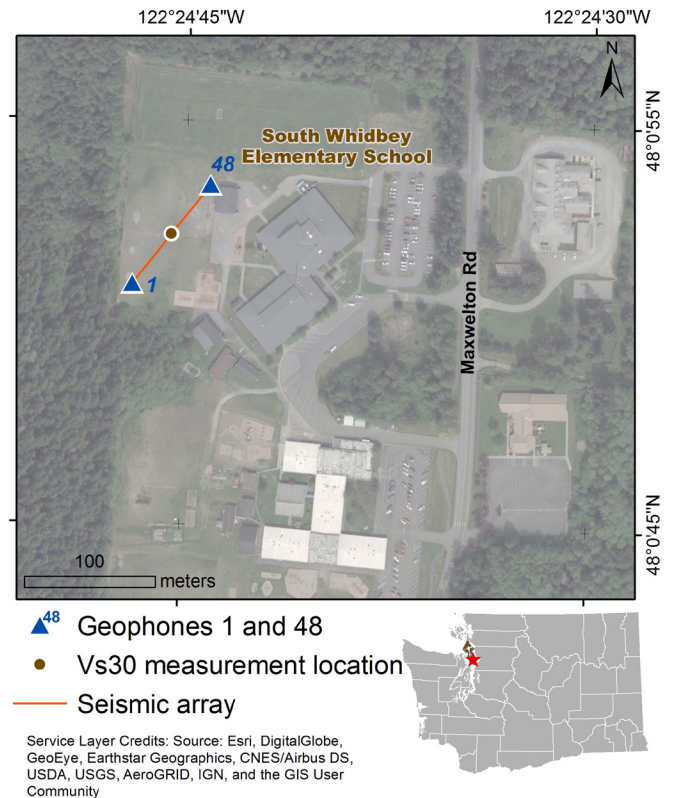 122°24'45"W
122°24'30"W
N
48°0'55"N
South Whidbey
Elementary School
48
1
Maxwelton Rd
48°0'45"N
100
meters
48
Geophones 1 and 48
Vs30 measurement location
Seismic array
Service Layer Credits: Source: Esri, DigitalGlobe,
GeoEye, Earthstar Geographics, CNES/Airbus DS,
USDA, USGS, AeroGRID, IGN, and the GIS User
Community